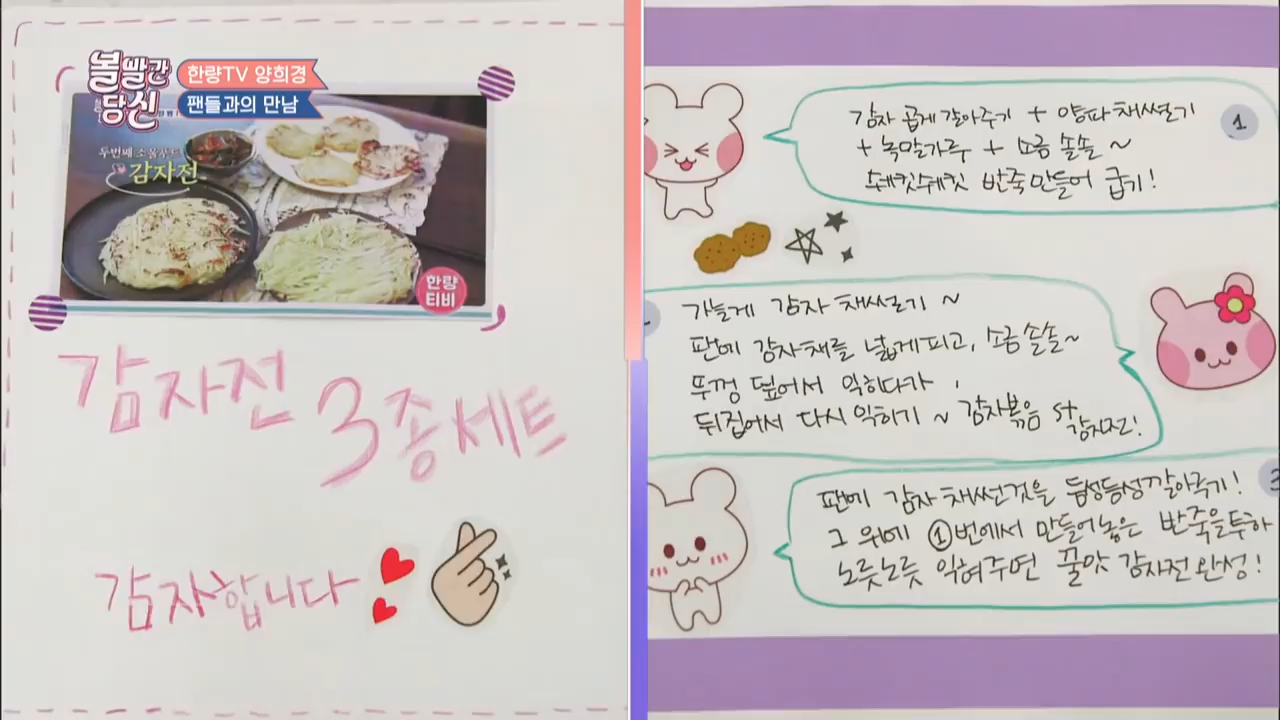 볼빨간
당신
한량TV 양희경
팬들과의 만남
두번째 소울푸드
감자전
한량
티비
감자전
3종세트
감자합니다
감자 곱게 갈아주기 + 양파채썰기
+ 녹말가루 + 소금 솔솔 ~
쉐킷쉐킷 반죽만들어 굽기!
1
가늘게 감자 채썰기 ~
판에 감자채를 넓게 피고, 소금 솔솔~
뚜껑 덮어서 익히다가,
뒤집어서 다시 익히기 ~ 감자볶음 st
감자전!
판에 감자 채썬것을 듬성듬성 깔아주기!
그 위에 ①번에서 만들어놓은 반죽을투하
노릇노릇 익혀주면 꿀맛 감자전 완성!
3